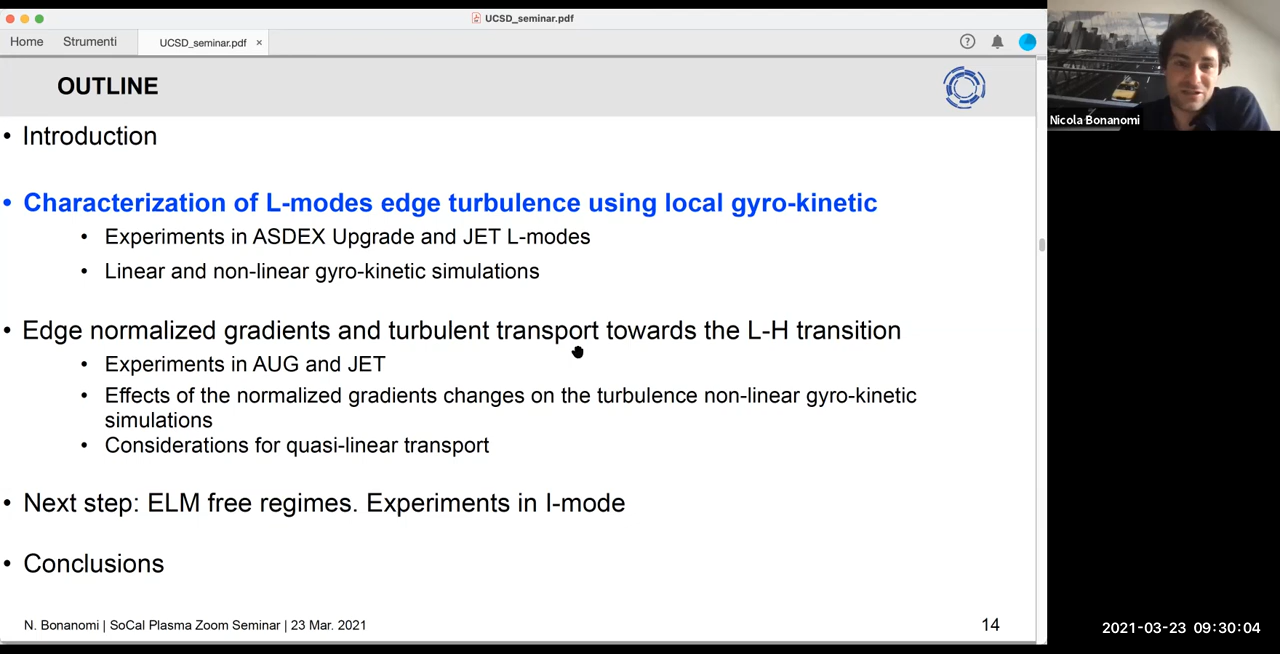 UCSD_seminar.pdf
Home Strumenti UCSD_seminar.pdf ×
?
OUTLINE
• Introduction
• Characterization of L-modes edge turbulence using local gyro-kinetic
• Experiments in ASDEX Upgrade and JET L-modes
• Linear and non-linear gyro-kinetic simulations
• Edge normalized gradients and turbulent transport towards the L-H transition
• Experiments in AUG and JET
• Effects of the normalized gradients changes on the turbulence non-linear gyro-kinetic
simulations
• Considerations for quasi-linear transport
• Next step: ELM free regimes. Experiments in I-mode
• Conclusions
N. Bonanomi | SoCal Plasma Zoom Seminar | 23 Mar. 2021
14
Nicola Bonanomi
2021-03-23 09:30:04